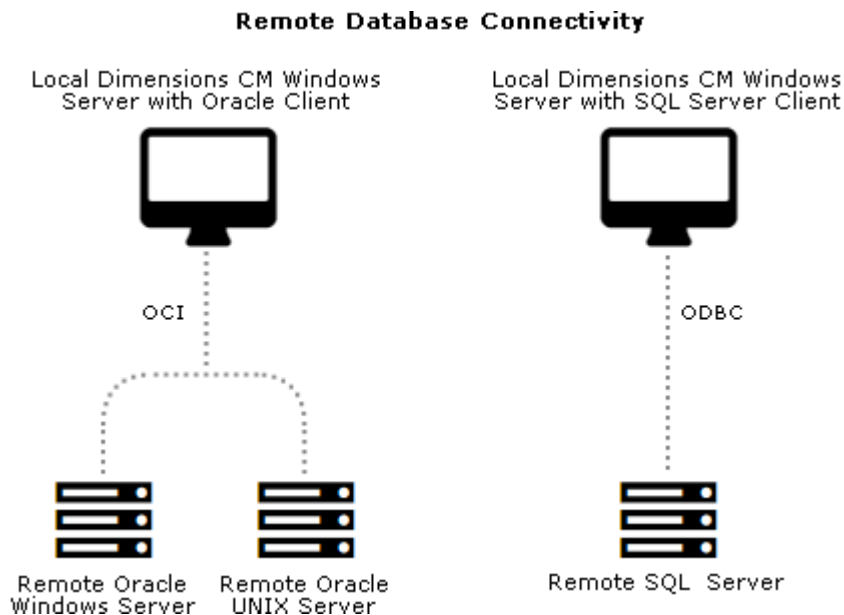 Remote Database Connectivity
Local Dimensions CM Windows
Server with Oracle Client
Local Dimensions CM Windows
Server with SQL Server Client
OCI
ODBC
Remote Oracle
Windows Server
Remote Oracle
UNIX Server
Remote SQL Server